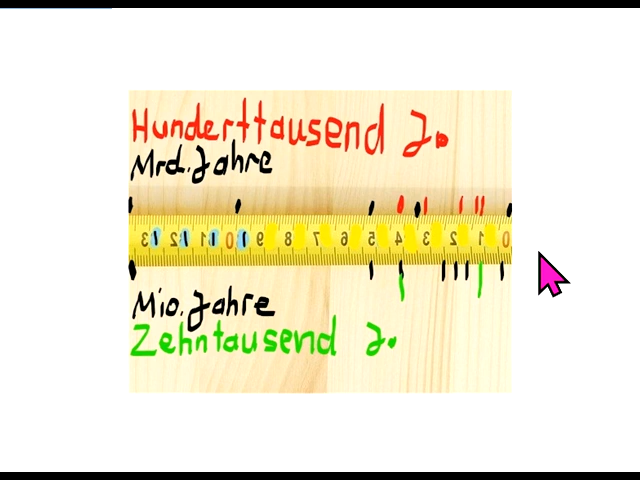 Hunderttausend J.
Mrd. Jahre
13 12 11 10 9 8 7 6 5 4 3 2 1 0
Mio. Jahre
Zehntausend J.